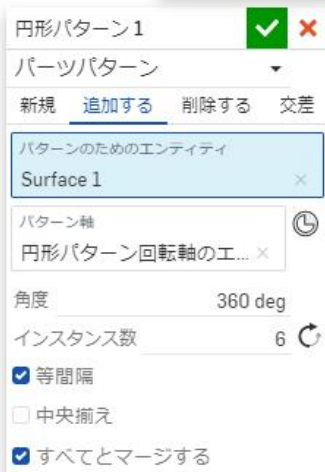 円形パターン 1
パーツパターン
新規 追加する 削除する 交差
パターンのためのエンティティ
Surface 1
パターン軸
円形パターン回転軸のエ...
角度 360 deg
インスタンス数 6
等間隔
中央揃え
すべてとマージする